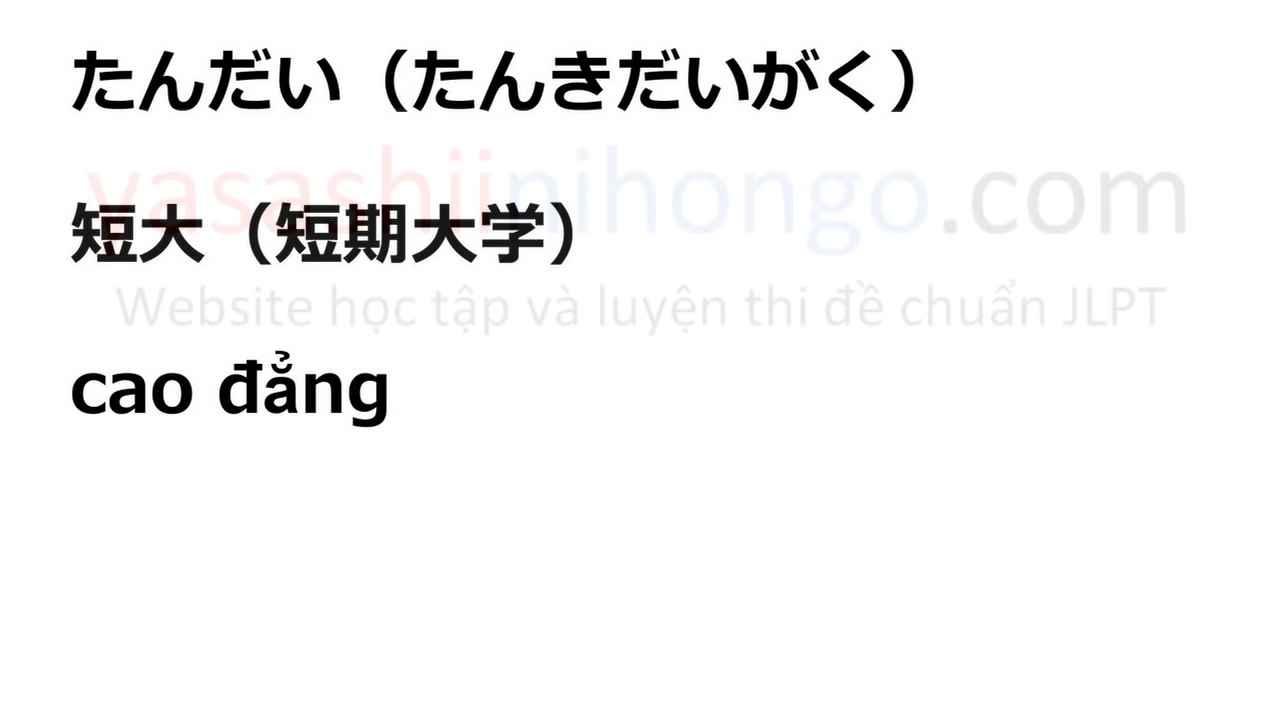 たんだい（たんきだいがく）
vasashiinihongo.com
短大（短期大学）
Website học tập và luyện thi đề chuẩn JLPT
cao đẳng